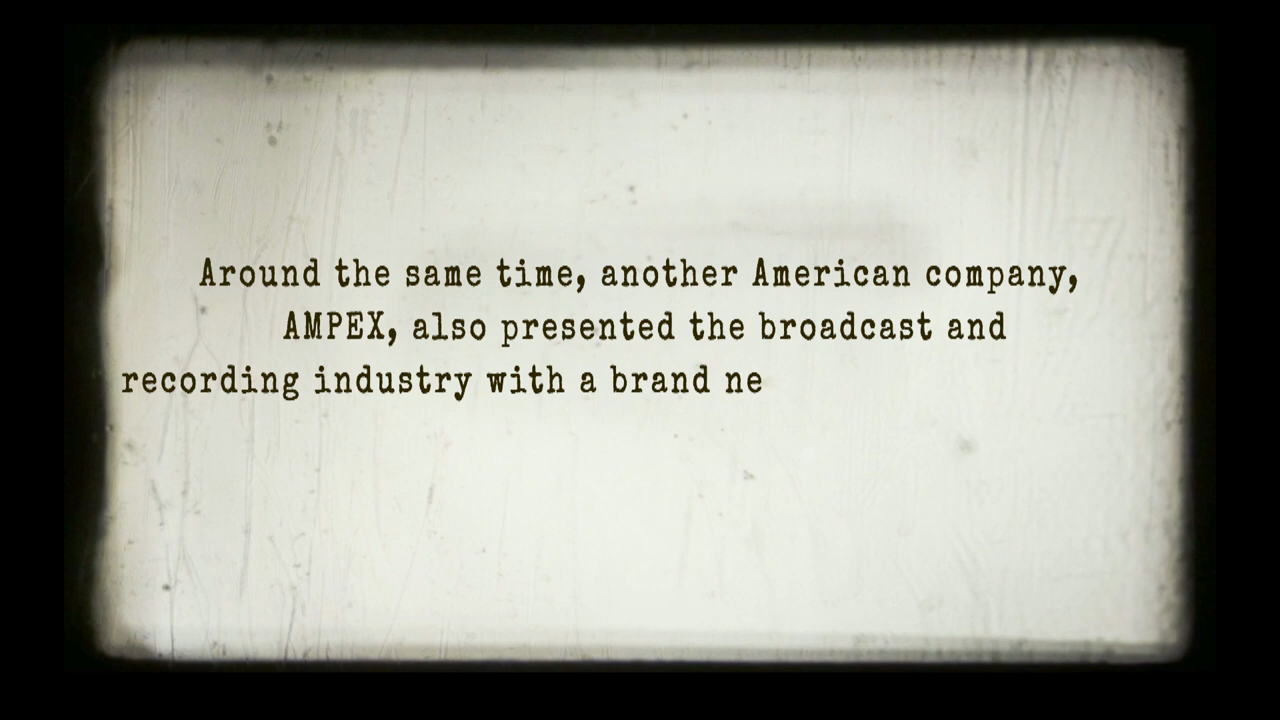 Around the same time, another American company,
AMPEX, also presented the broadcast and
recording industry with a brand ne